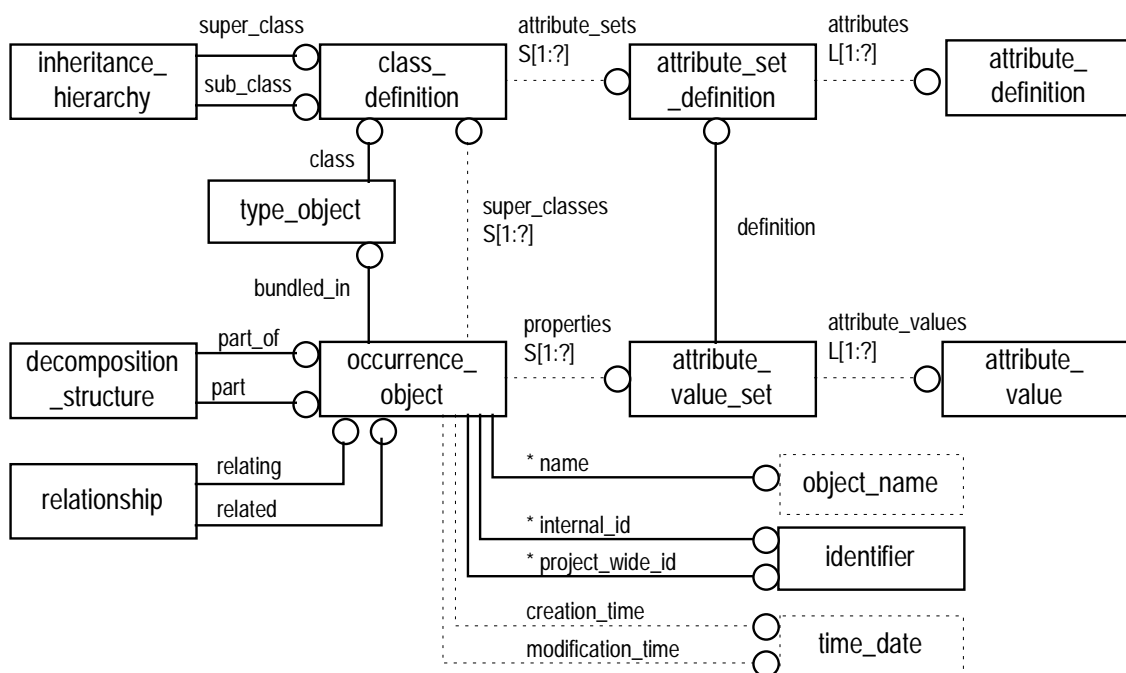 super_class
attribute_sets
S[1:?]
attributes
L[1:?]
inheritance_
hierarchy
sub_class
class_
definition
attribute_set
_definition
attribute_
definition
class
type_object
super_classes
S[1:?]
definition
bundled_in
part_of
properties
S[1:?]
attribute_values
L[1:?]
decomposition
_structure
part
occurrence_
object
attribute_
value_set
attribute_
value
relationship
relating
related
* name
object_name
* internal_id
* project_wide_id
identifier
creation_time
modification_time
time_date